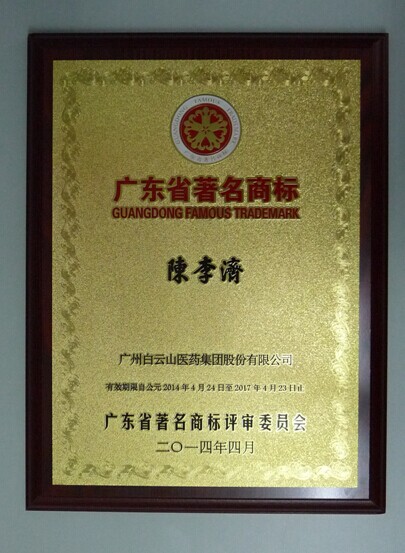 广东省著名商标
GUANGDONG FAMOUS TRADEMARK
陳李濟
广州白云山医药集团股份有限公司
有效期限自公元2014年4月24日至2017年4月23日止
广东省著名商标评审委员会
二〇一四年四月